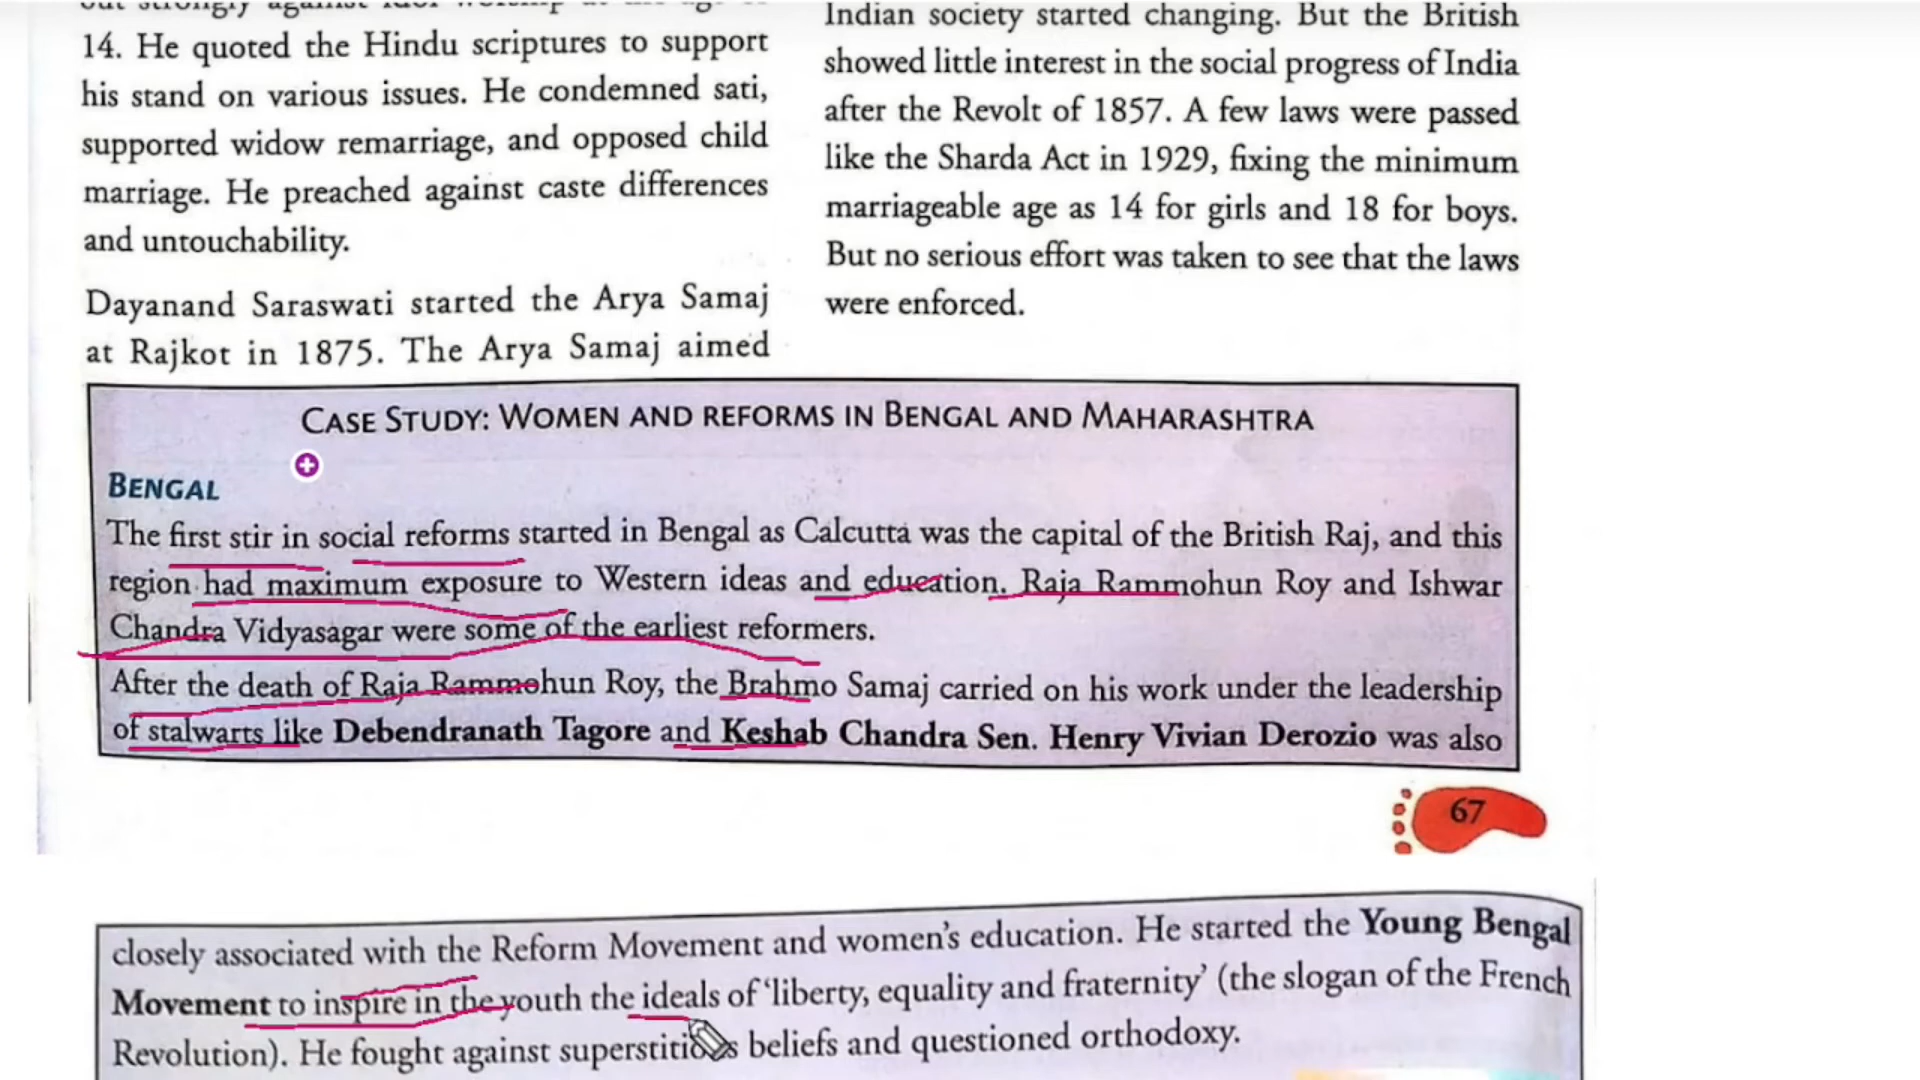 14. He quoted the Hindu scriptures to support
his stand on various issues. He condemned sati,
supported widow remarriage, and opposed child
marriage. He preached against caste differences
and untouchability.
Dayanand Saraswati started the Arya Samaj
at Rajkot in 1875. The Arya Samaj aimed
Indian society started changing. But the British
showed little interest in the social progress of India
after the Revolt of 1857. A few laws were passed
like the Sharda Act in 1929, fixing the minimum
marriageable age as 14 for girls and 18 for boys.
But no serious effort was taken to see that the laws
were enforced.
CASE STUDY: WOMEN AND REFORMS IN BENGAL AND MAHARASHTRA
BENGAL
The first stir in social reforms started in Bengal as Calcutta was the capital of the British Raj, and this
region had maximum exposure to Western ideas and education. Raja Rammohun Roy and Ishwar
Chandra Vidyasagar were some of the earliest reformers.
After the death of Raja Rammohun Roy, the Brahmo Samaj carried on his work under the leadership
of stalwarts like Debendranath Tagore and Keshab Chandra Sen. Henry Vivian Derozio was also
67
closely associated with the Reform Movement and women's education. He started the Young Bengal
Movement to inspire in the youth the ideals of 'liberty, equality and fraternity' (the slogan of the French
Revolution). He fought against superstitious beliefs and questioned orthodoxy.